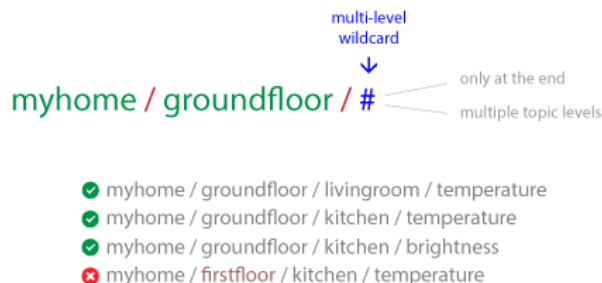 multi-level
wildcard
myhome / groundfloor / #
only at the end
multiple topic levels
myhome / groundfloor / livingroom / temperature
myhome / groundfloor / kitchen / temperature
myhome / groundfloor / kitchen / brightness
myhome / firstfloor / kitchen / temperature